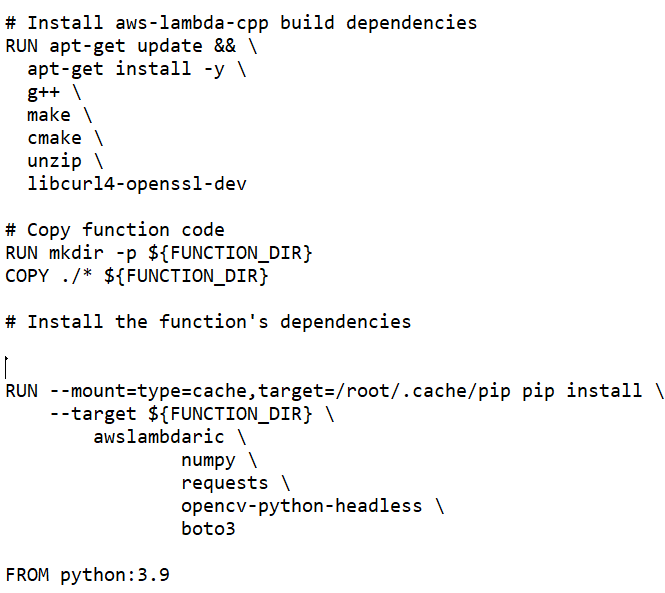 # Install aws-lambda-cpp build dependencies
RUN apt-get update && \
  apt-get install -y \
  g++ \
  make \
  cmake \
  unzip \
  libcurl4-openssl-dev

# Copy function code
RUN mkdir -p ${FUNCTION_DIR}
COPY ./* ${FUNCTION_DIR}

# Install the function's dependencies


RUN --mount=type=cache,target=/root/.cache/pip pip install \
    --target ${FUNCTION_DIR} \
        awslambdaric \
                numpy \
                requests \
                opencv-python-headless \
                boto3

FROM python:3.9